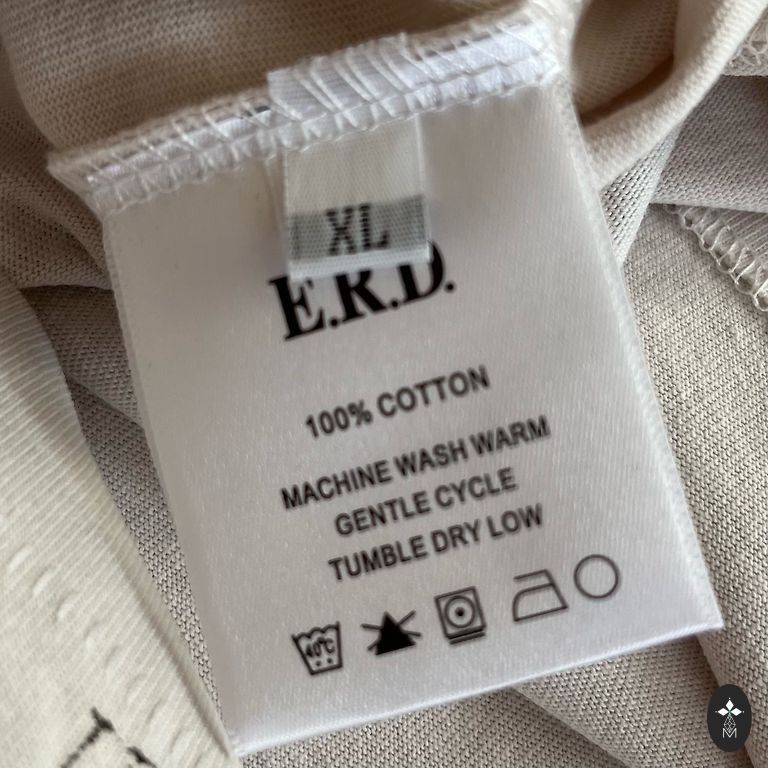 XL
E.R.D.
100% COTTON
MACHINE WASH WARM
GENTLE CYCLE
TUMBLE DRY LOW
40°C
M